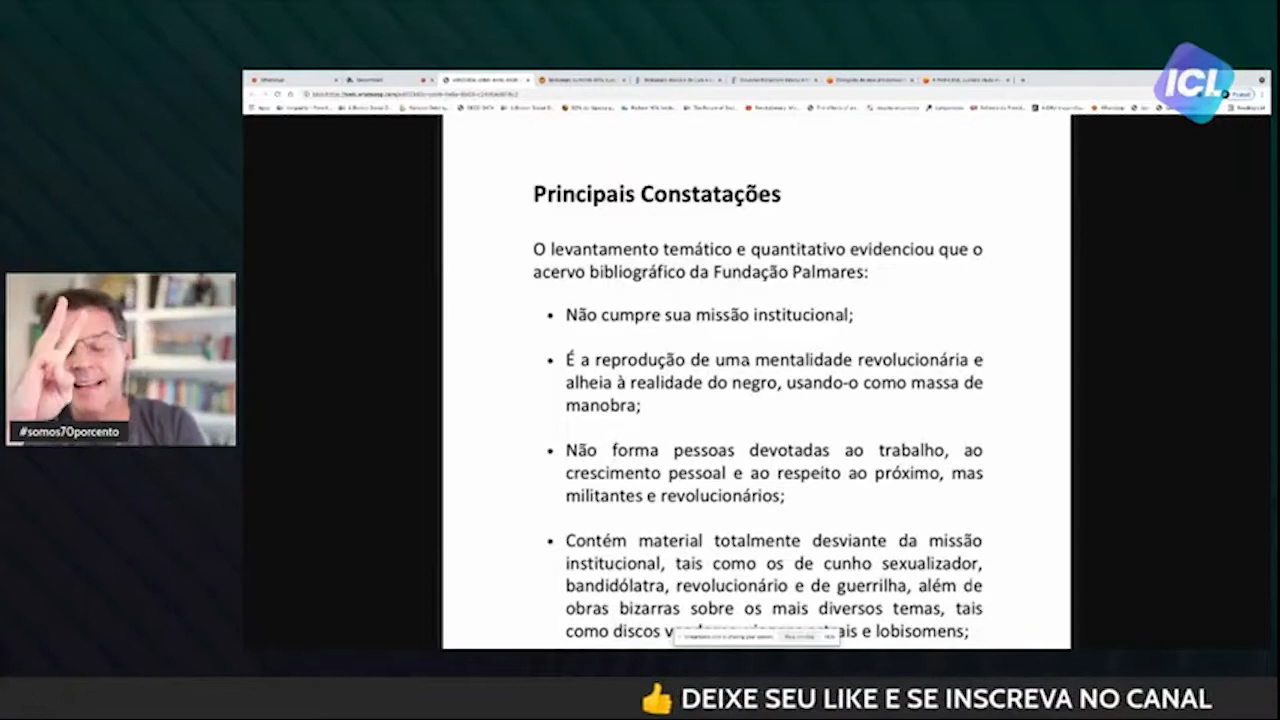 ICL
Principais Constatações
O levantamento temático e quantitativo evidenciou que o
acervo bibliográfico da Fundação Palmares:
• Não cumpre sua missão institucional;
• É a reprodução de uma mentalidade revolucionária e
alheia à realidade do negro, usando-o como massa de
manobra;
• Não forma pessoas devotadas ao trabalho, ao
crescimento pessoal e ao respeito ao próximo, mas
militantes e revolucionários;
• Contém material totalmente desviante da missão
institucional, tais como os de cunho sexualizador,
bandidólatra, revolucionário e de guerrilha, além de
obras bizarras sobre os mais diversos temas, tais
como discos e lobisomens;
#somos70porcento
👍 DEIXE SEU LIKE E SE INSCREVA NO CANAL